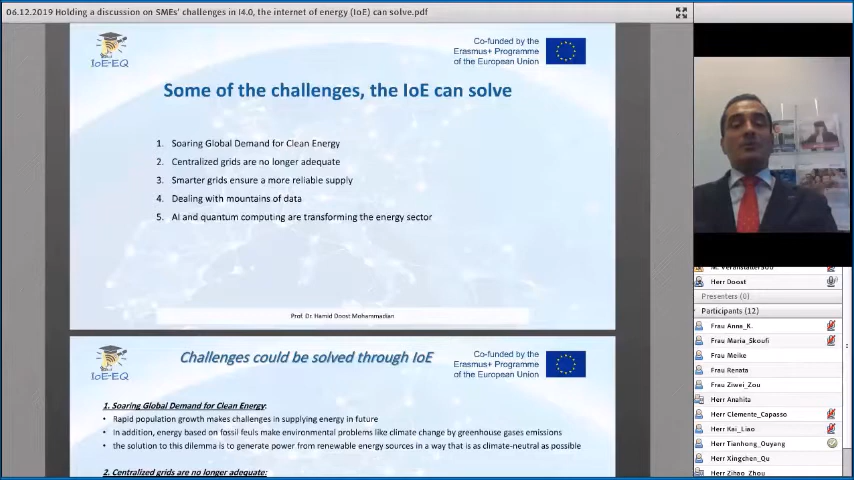 06.12.2019 Holding a discussion on SMEs' challenges in I4.0, the internet of energy (IoE) can solve.pdf
IoE-EQ
Co-funded by the
Erasmus+ Programme
of the European Union
Some of the challenges, the IoE can solve
1. Soaring Global Demand for Clean Energy
2. Centralized grids are no longer adequate
3. Smarter grids ensure a more reliable supply
4. Dealing with mountains of data
5. AI and quantum computing are transforming the energy sector
Prof. Dr. Hamid Doost Mohammadian
IoE-EQ
Challenges could be solved through IoE
Co-funded by the
Erasmus+ Programme
of the European Union
1. Soaring Global Demand for Clean Energy:
• Rapid population growth makes challenges in supplying energy in future
• In addition, energy based on fossil feuls make environmental problems like climate change by greenhouse gases emissions
• the solution to this dilemma is to generate power from renewable energy sources in a way that is as climate-neutral as possible
2. Centralized grids are no longer adequate:
Herr Doost
Presenters (0)
Participants (12)
Frau Anna_K.
Frau Maria_Skoufi
Frau Meike
Frau Renata
Frau Ziwei_Zou
Herr Anahita
Herr Clemente_Capasso
Herr Kai_Liao
Herr Tianhong_Ouyang
Herr Xingchen_Qu
Herr Zihao_Zhou